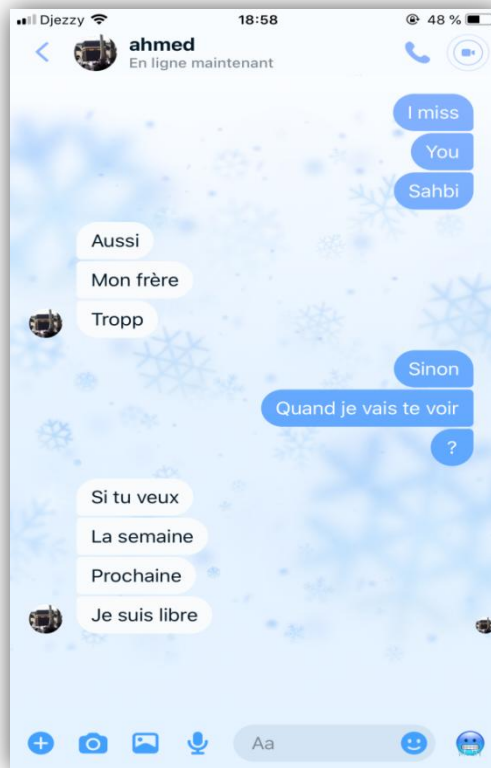 Djezzy 18:58 48 %
ahmed
En ligne maintenant
I miss
You
Sahbi
Aussi
Mon frère
Tropp
Sinon
Quand je vais te voir
?
Si tu veux
La semaine
Prochaine
Je suis libre
Aa